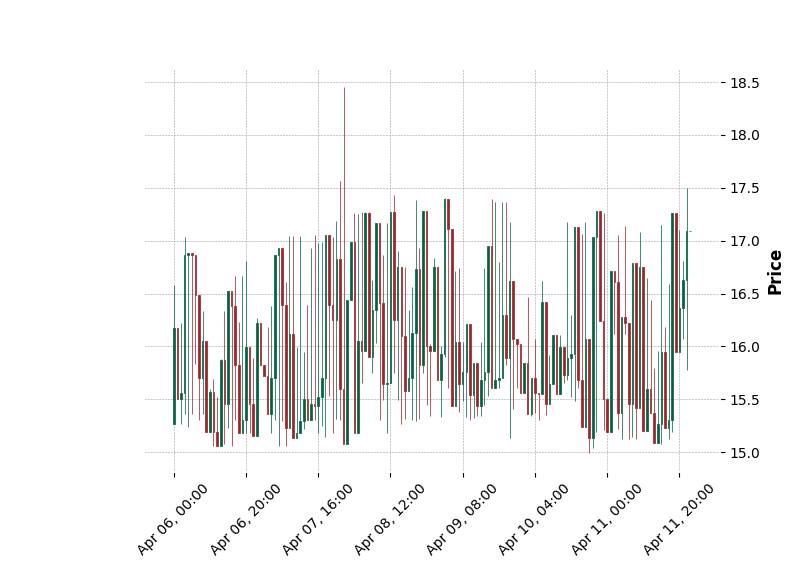 18.5
18.0
17.5
17.0
16.5
16.0
15.5
15.0
Price
Apr 06, 00:00
Apr 06, 20:00
Apr 07, 16:00
Apr 08, 12:00
Apr 09, 08:00
Apr 10, 04:00
Apr 11, 00:00
Apr 11, 20:00